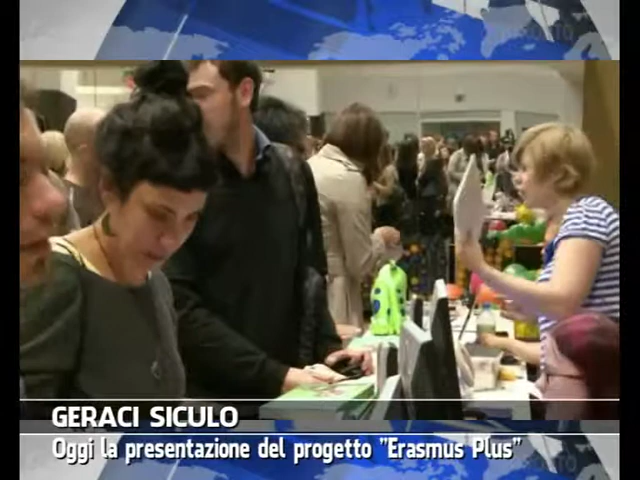 GERACI SICULO
Oggi la presentazione del progetto "Erasmus Plus"